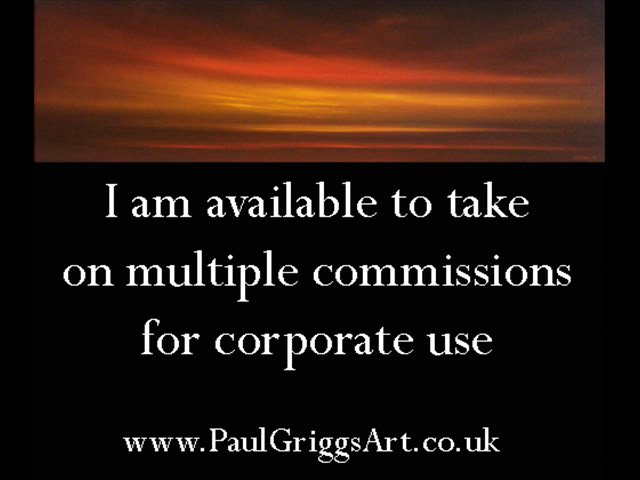 I am available to take
on multiple commissions
for corporate use
www.PaulGriggsArt.co.uk